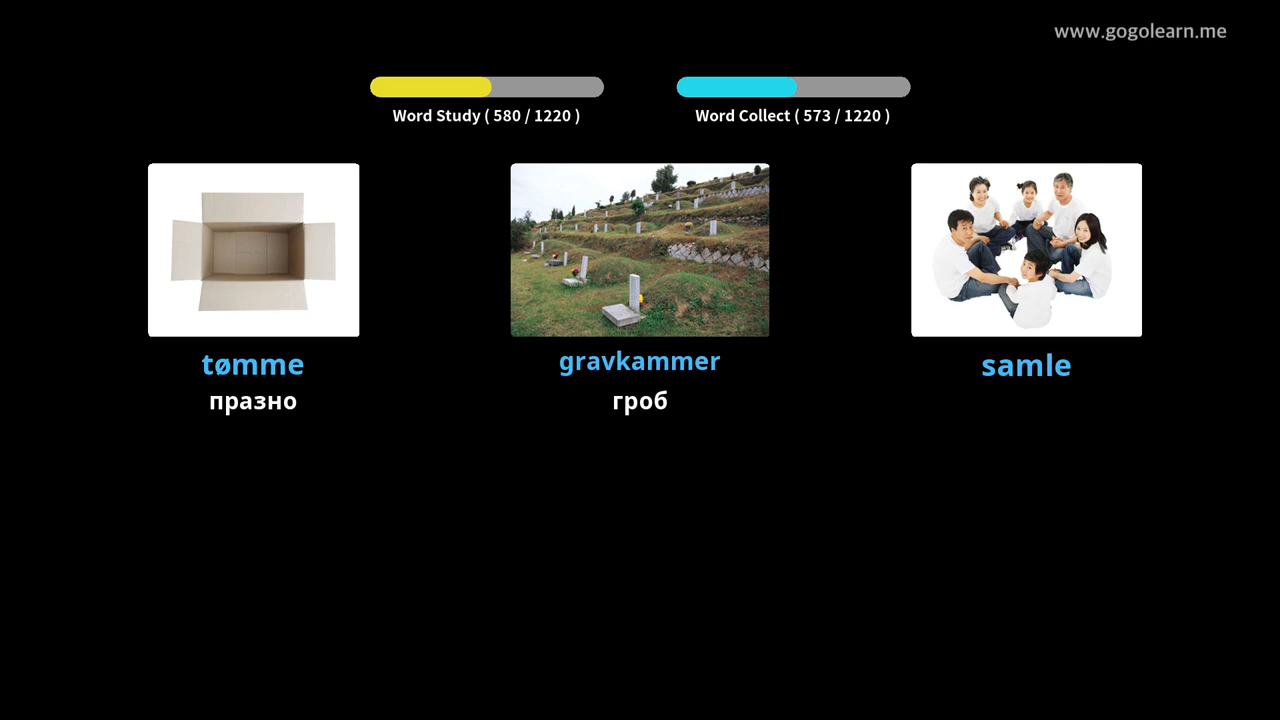 www.gogolearn.me
Word Study ( 580 / 1220 )
Word Collect ( 573 / 1220 )
tømme
gravkammer
samle
празно
гроб